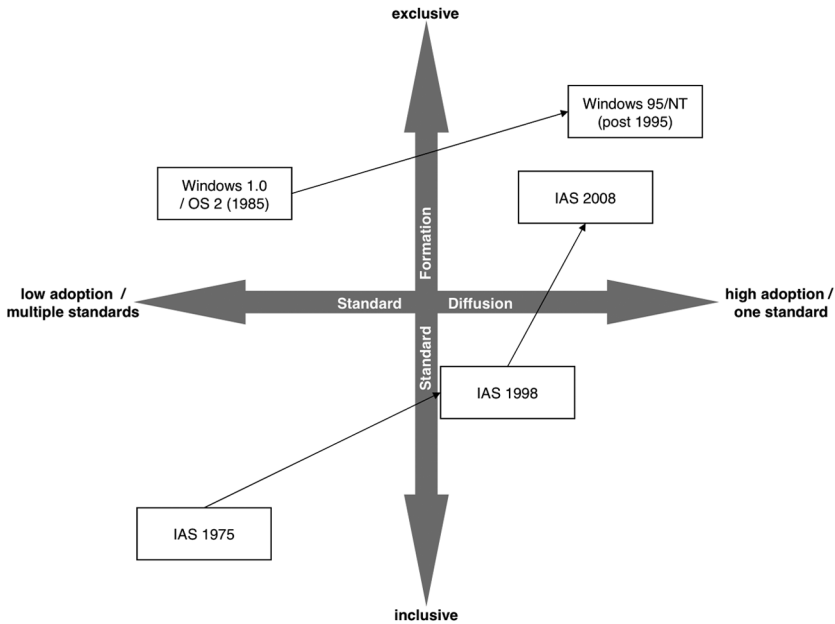 exclusive
Windows 95/NT
(post 1995)
Windows 1.0
/ OS 2 (1985)
IAS 2008
Formation
low adoption /
multiple standards
Standard
Diffusion
high adoption /
one standard
Standard
IAS 1998
IAS 1975
inclusive